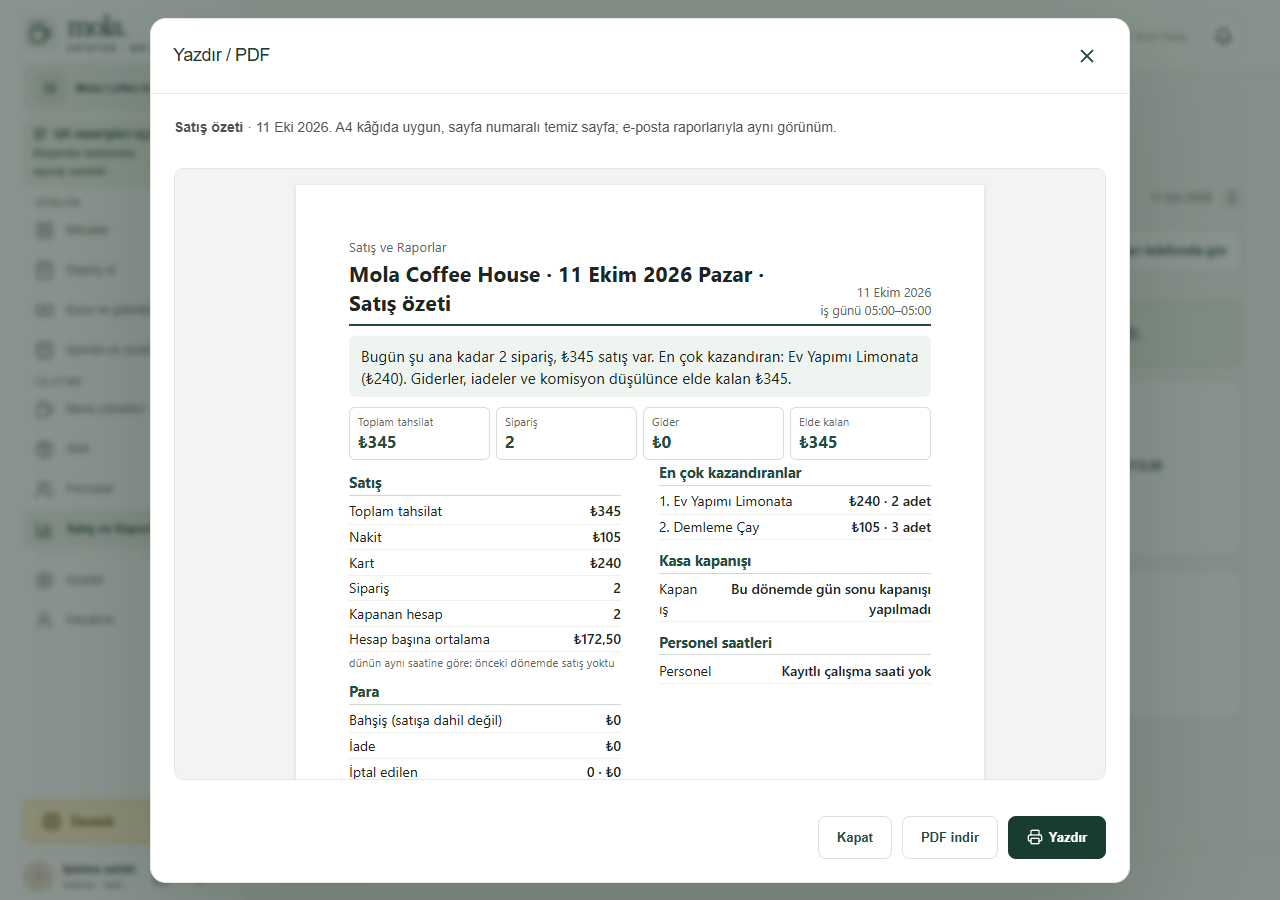 Yazdır / PDF
Satış özeti · 11 Eki 2026. A4 kâğıda uygun, sayfa numaralı temiz sayfa; e-posta raporlarıyla aynı görünüm.
Satış ve Raporlar
Mola Coffee House · 11 Ekim 2026 Pazar ·
Satış özeti
11 Ekim 2026
iş günü 05:00–05:00
Bugün şu ana kadar 2 sipariş, ₺345 satış var. En çok kazandıran: Ev Yapımı Limonata
(₺240). Giderler, iadeler ve komisyon düşülünce elde kalan ₺345.
Toplam tahsilat
₺345
Sipariş
2
Gider
₺0
Elde kalan
₺345
Satış
Toplam tahsilat ₺345
Nakit ₺105
Kart ₺240
Sipariş 2
Kapanan hesap 2
Hesap başına ortalama ₺172,50
dünün aynı saatine göre: önceki dönemde satış yoktu
Para
Bahşiş (satışa dahil değil) ₺0
İade ₺0
İptal edilen 0 · ₺0
En çok kazandıranlar
1. Ev Yapımı Limonata ₺240 · 2 adet
2. Demleme Çay ₺105 · 3 adet
Kasa kapanışı
Kapan Bu dönemde gün sonu kapanışı
ış yapılmadı
Personel saatleri
Personel Kayıtlı çalışma saati yok
Kapat
PDF indir
Yazdır
mola.